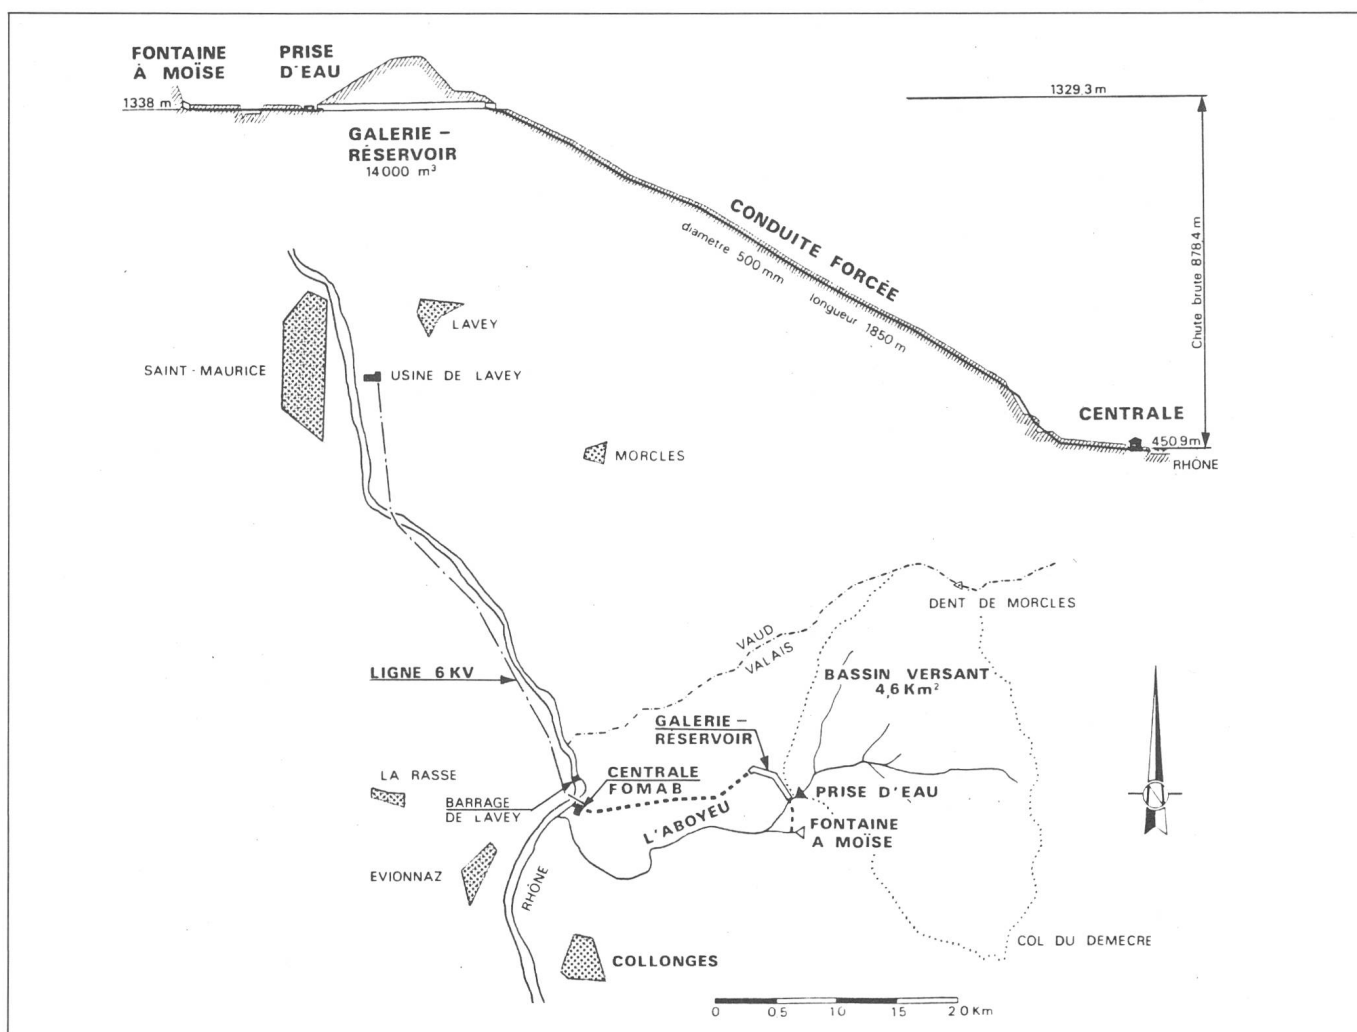 FONTAINE
À MOÏSE
PRISE
D'EAU
1338 m
1329.3 m
GALERIE –
RÉSERVOIR
14000 m³
CONDUITE FORCÉE
diametre 500 mm
longueur 1850 m
Chute brute 878.4 m
CENTRALE
450.9 m
RHÔNE
LAVEY
SAINT-MAURICE
USINE DE LAVEY
MORCLES
DENT DE MORCLES
VAUD
VALAIS
LIGNE 6 KV
BASSIN VERSANT
4,6 Km²
GALERIE –
RÉSERVOIR
LA RASSE
CENTRALE
FOMAB
BARRAGE
DE LAVEY
PRISE D'EAU
L'ABOYEU
FONTAINE
A MOÏSE
EVIONNAZ
RHÔNE
COL DU DEMECRE
COLLONGES
0 0.5 1.0 1.5 2.0 Km